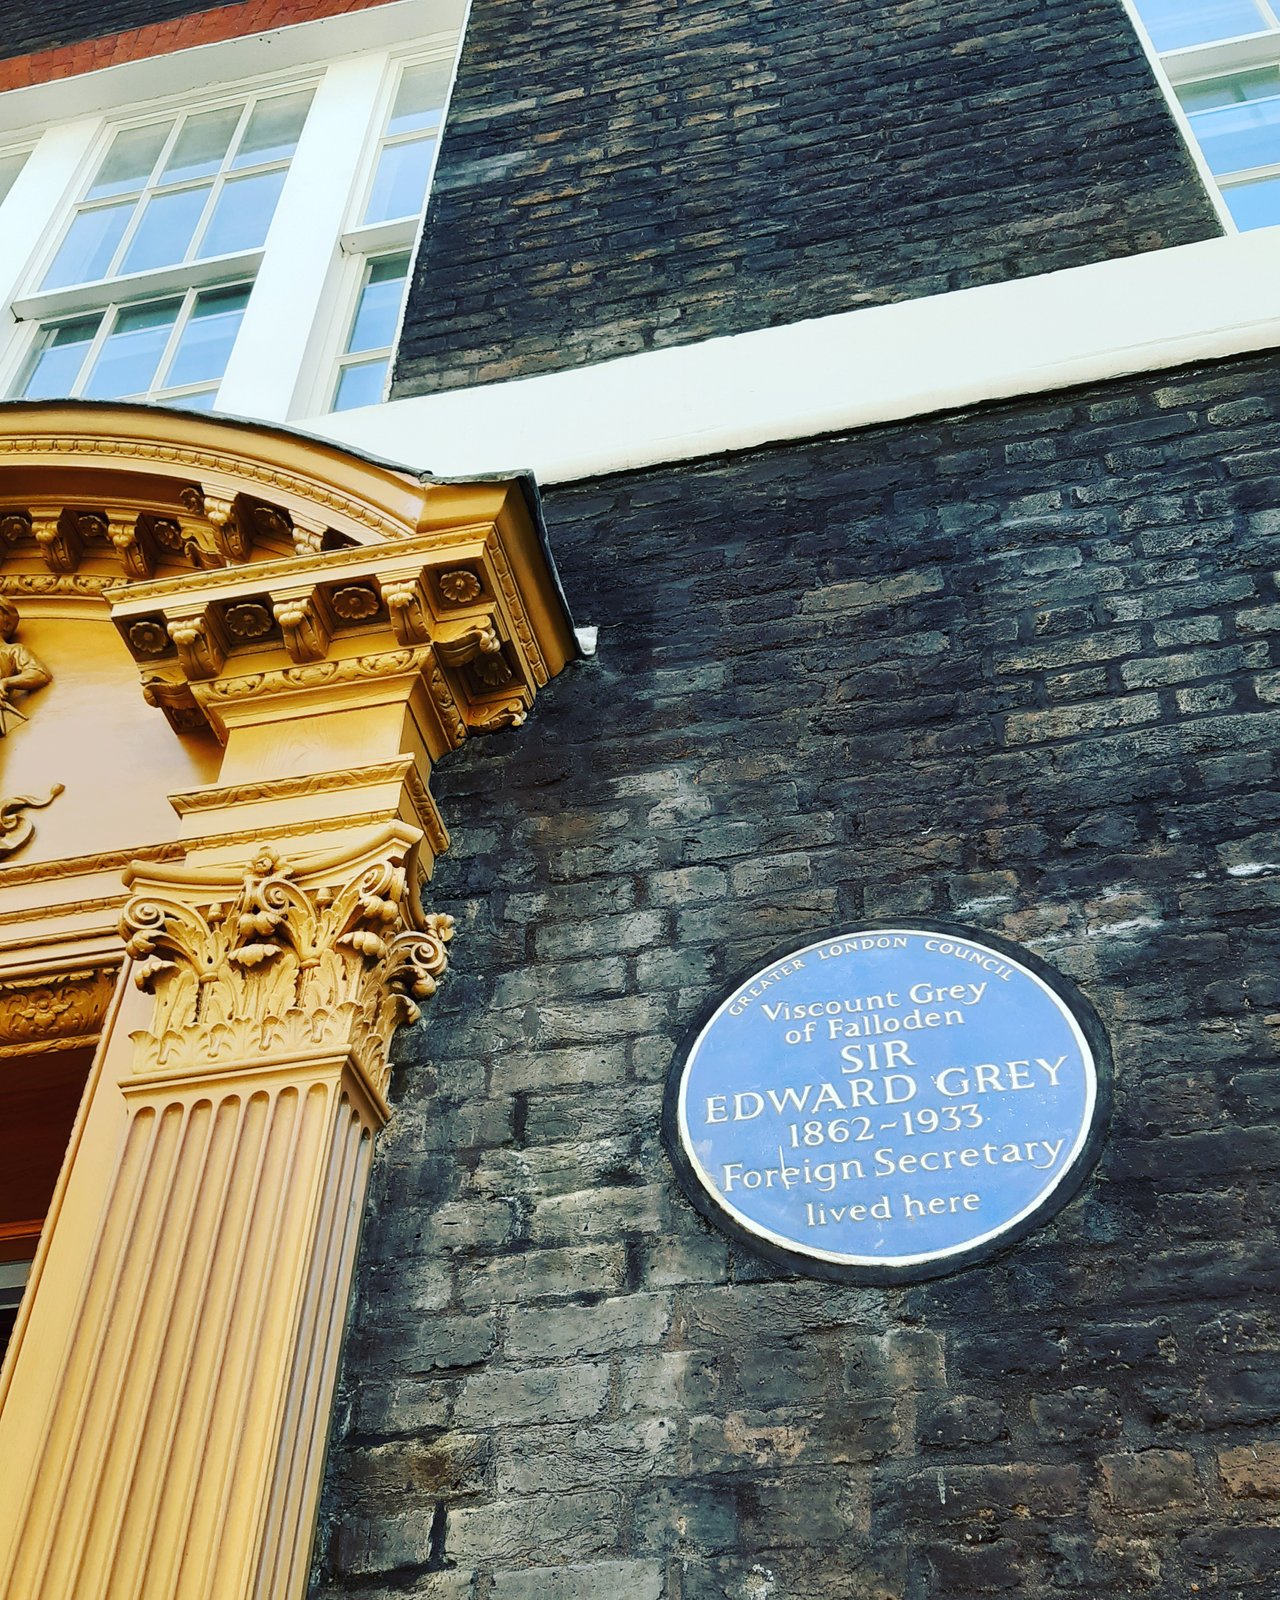 GREATER LONDON COUNCIL
Viscount Grey
of Falloden
SIR
EDWARD GREY
1862~1933
Foreign Secretary
lived here